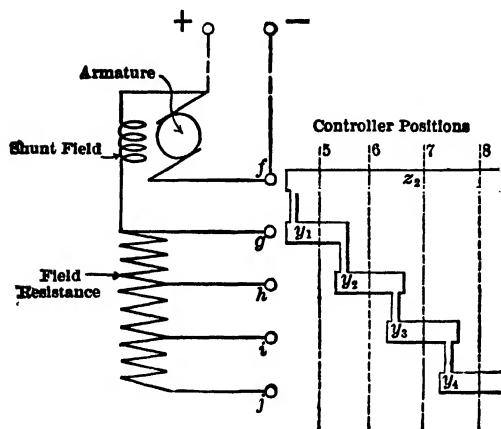 + −
Armature
Controller Positions
Shunt Field
f
5 6 7 8
z₂
g
y₁
Field
Resistance
h
y₂
i
y₃
j
y₄